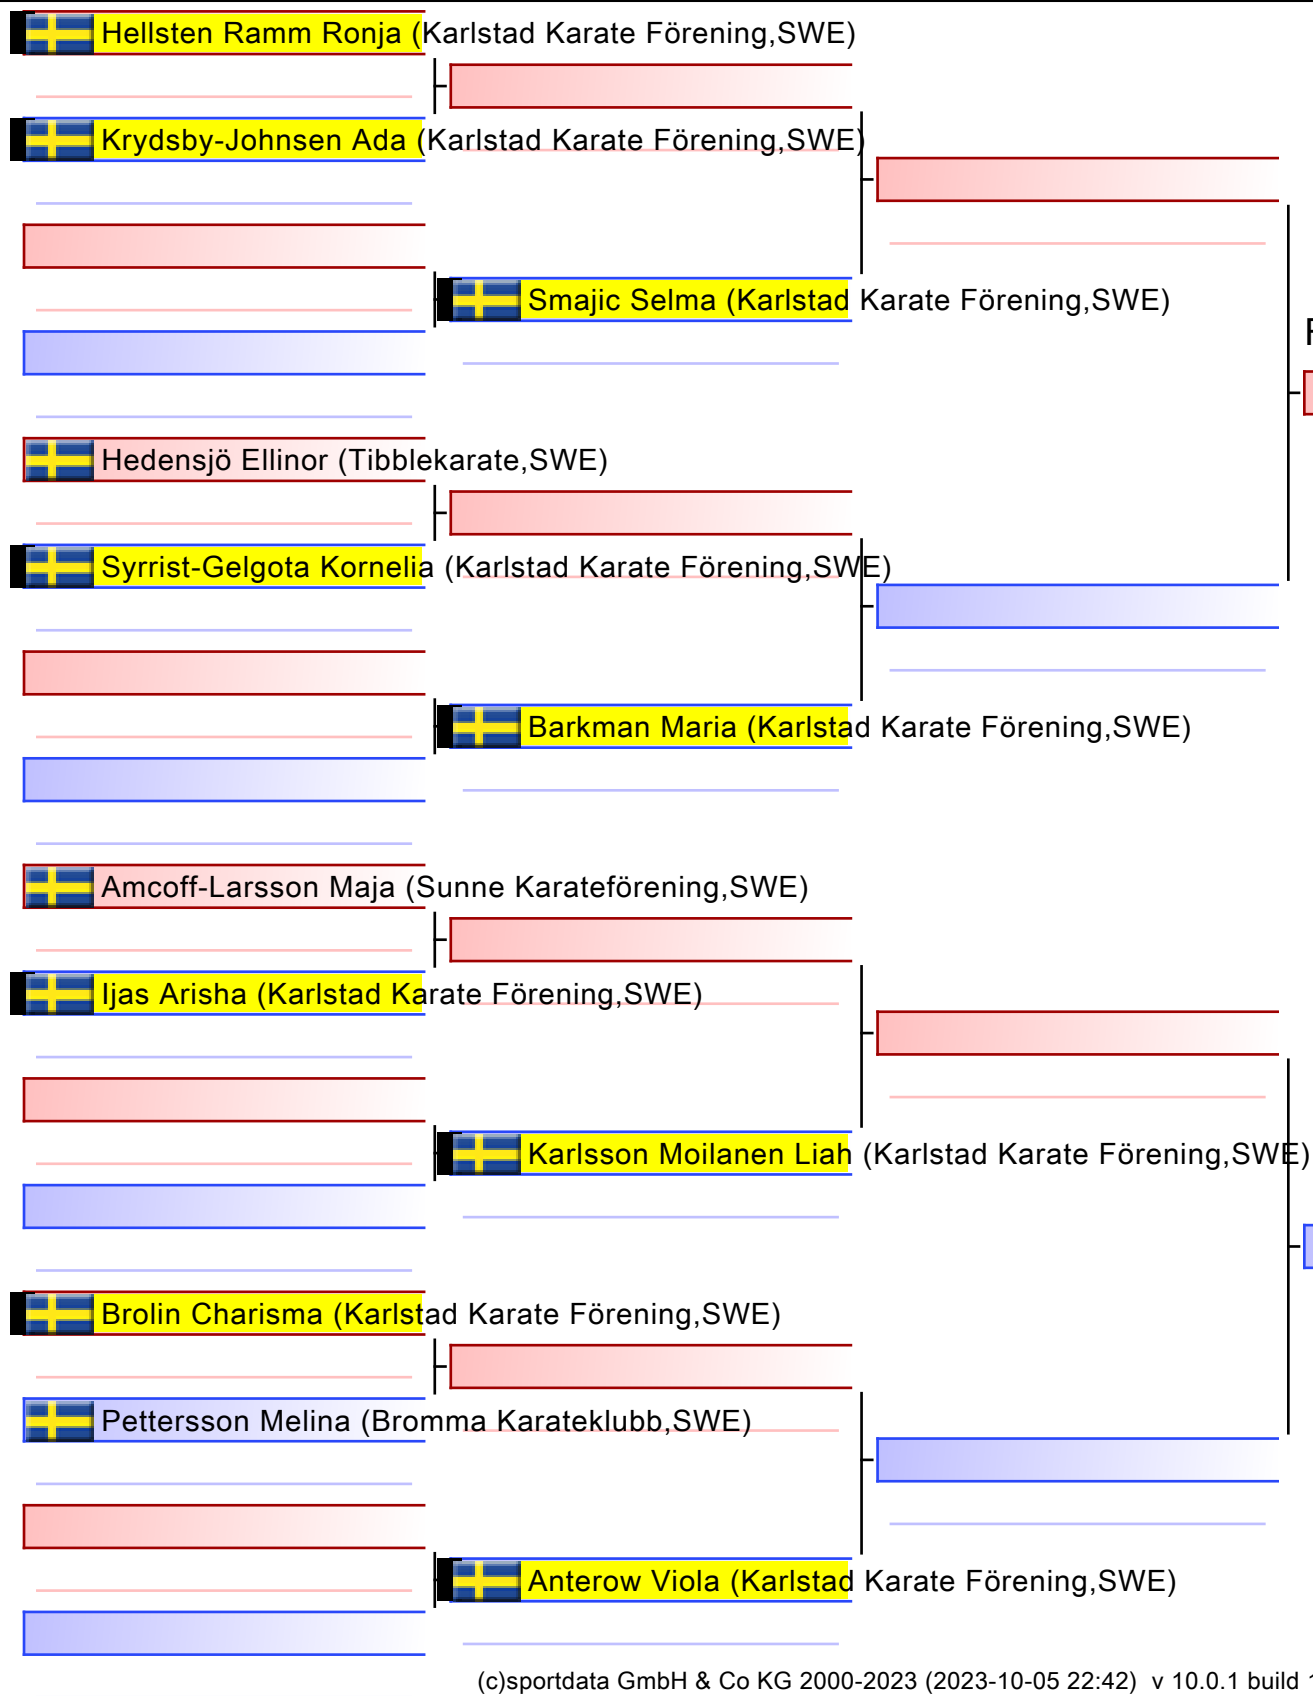 Hellsten Ramm Ronja (Karlstad Karate Förening,SWE)
Krydsby-Johnsen Ada (Karlstad Karate Förening,SWE)
Smajic Selma (Karlstad Karate Förening,SWE)
Hedensjö Ellinor (Tibblekarate,SWE)
Syrrist-Gelgota Kornelia (Karlstad Karate Förening,SWE)
Barkman Maria (Karlstad Karate Förening,SWE)
Amcoff-Larsson Maja (Sunne Karateförening,SWE)
Ijas Arisha (Karlstad Karate Förening,SWE)
Karlsson Moilanen Liah (Karlstad Karate Förening,SWE)
Brolin Charisma (Karlstad Karate Förening,SWE)
Pettersson Melina (Bromma Karateklubb,SWE)
Anterow Viola (Karlstad Karate Förening,SWE)
(c)sportdata GmbH & Co KG 2000-2023 (2023-10-05 22:42) v 10.0.1 build